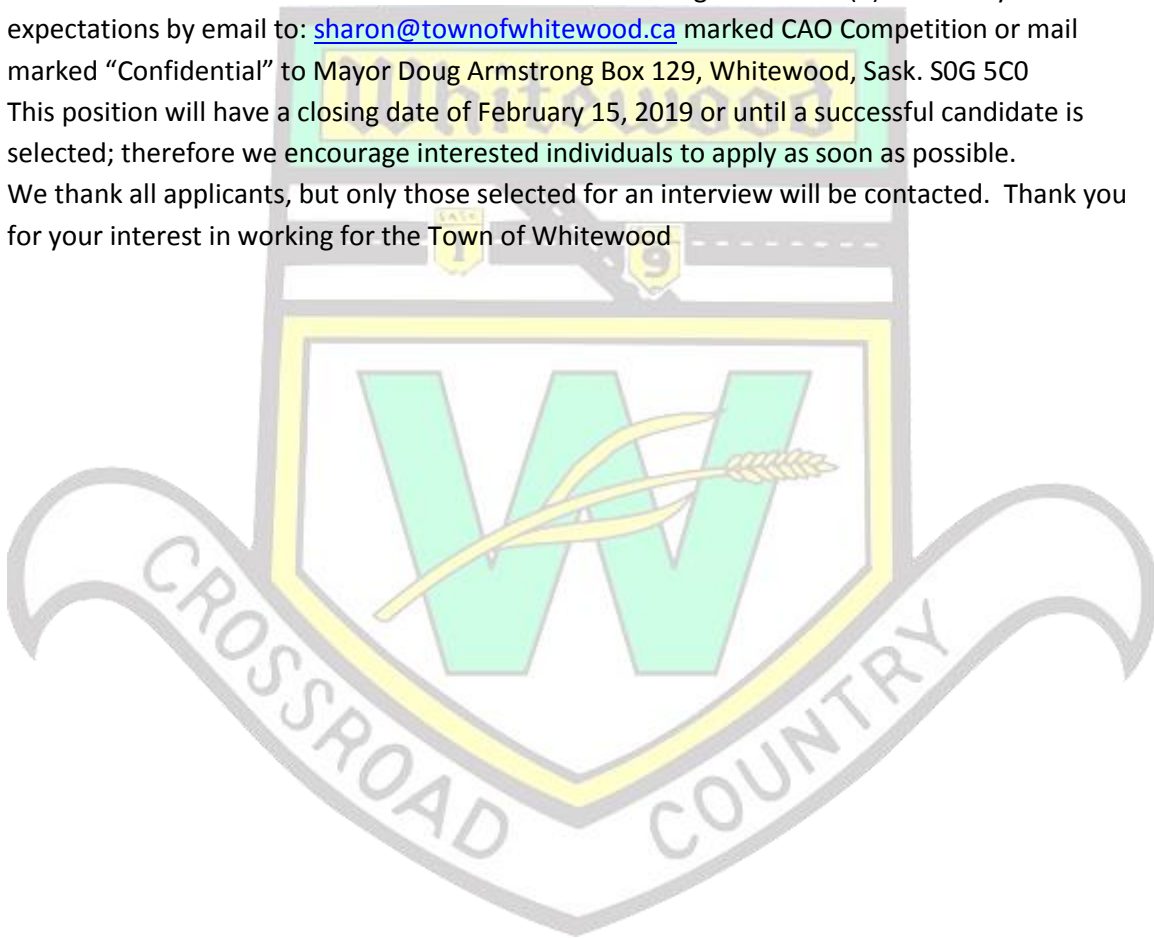 expectations by email to: sharon@townofwhitewood.ca marked CAO Competition or mail
marked “Confidential” to Mayor Doug Armstrong Box 129, Whitewood, Sask. S0G 5C0
This position will have a closing date of February 15, 2019 or until a successful candidate is
selected; therefore we encourage interested individuals to apply as soon as possible.
We thank all applicants, but only those selected for an interview will be contacted.  Thank you
for your interest in working for the Town of Whitewood
Whitewood
SASK
1
9
W
CROSSROAD COUNTRY